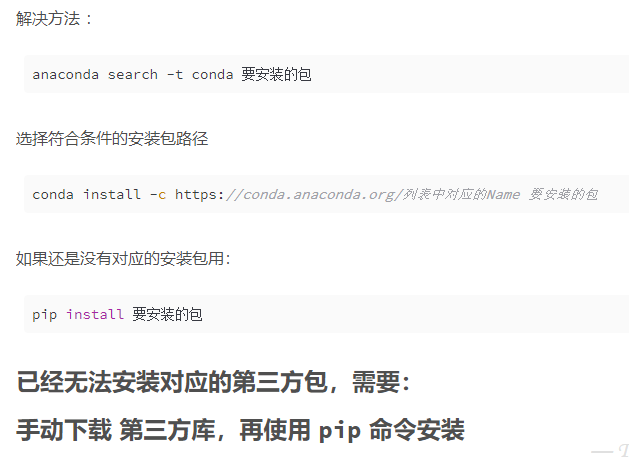 解决方法：
anaconda search -t conda 要安装的包
选择符合条件的安装包路径
conda install -c https://conda.anaconda.org/列表中对应的Name 要安装的包
如果还是没有对应的安装包用：
pip install 要安装的包
已经无法安装对应的第三方包，需要：
手动下载 第三方库，再使用 pip 命令安装